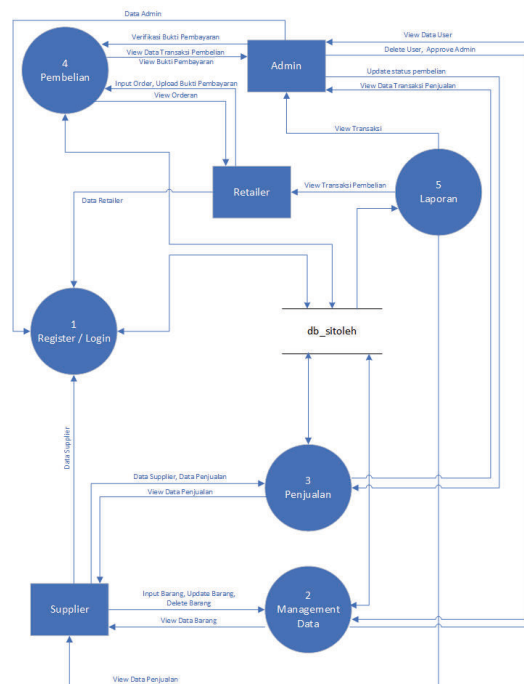 Data Admin
Verifikasi Bukti Pembayaran
View Data Transaksi Pembelian
View Bukti Pembayaran
4
Pembelian
Admin
View Data User
Delete User, Approve Admin
Update status pembelian
View Data Transaksi Penjualan
Input Order, Upload Bukti Pembayaran
View Orderan
View Transaksi
Retailer
Data Retailer
View Transaksi Pembelian
5
Laporan
1
Register / Login
db_sitoleh
Data Supplier
Data Supplier, Data Penjualan
View Data Penjualan
3
Penjualan
Supplier
Input Barang, Update Barang,
Delete Barang
View Data Barang
2
Management
Data
View Data Penjualan